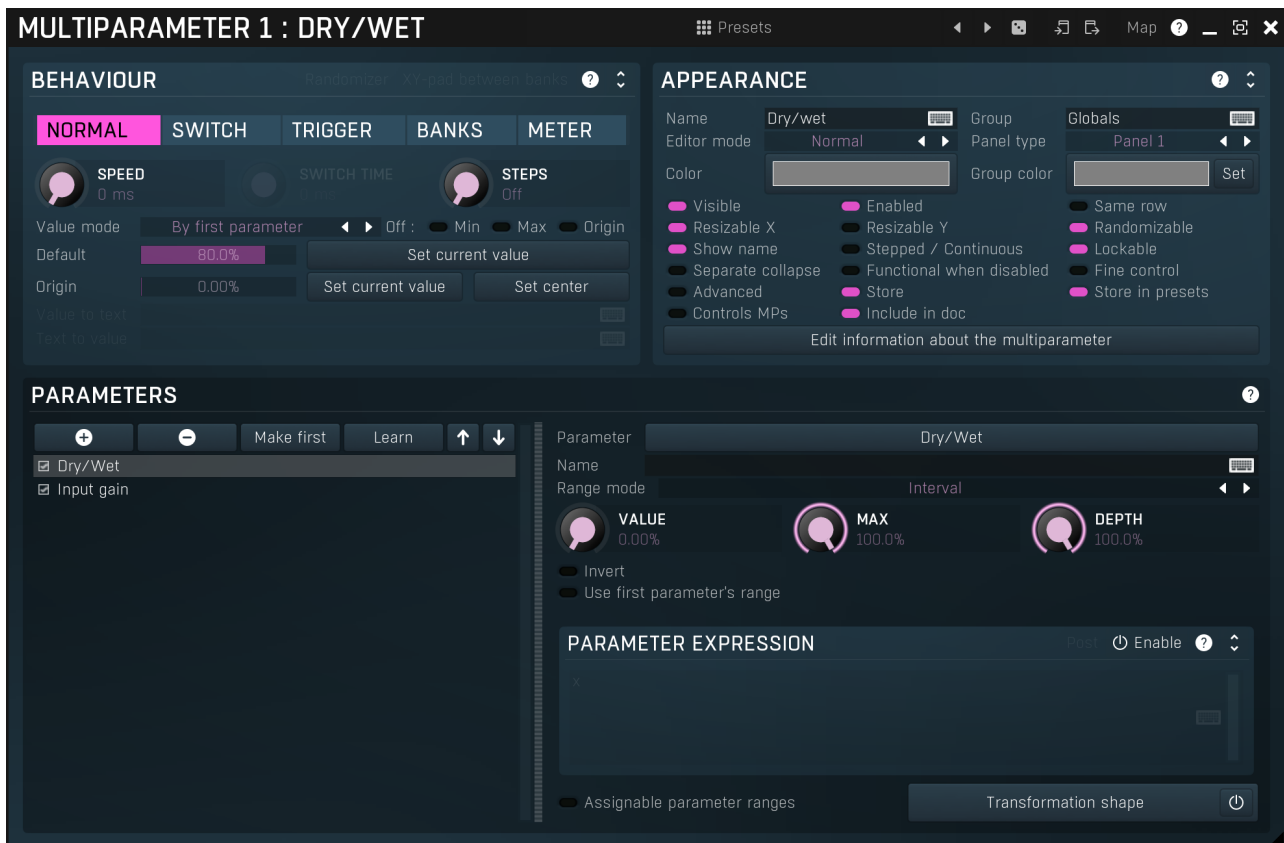 MULTIPARAMETER 1 : DRY/WET
Presets
Map ?
BEHAVIOUR Randomizer XY-pad between banks ?
NORMAL SWITCH TRIGGER BANKS METER
SPEED
0 ms
SWITCH TIME
STEPS
Off
Value mode By first parameter Off : Min Max Origin
Default 80.0% Set current value
Origin 0.00% Set current value Set center
Value to text
Text to value
APPEARANCE ?
Name Dry/wet Group Globals
Editor mode Normal Panel type Panel 1
Color Group color Set
Visible Enabled Same row
Resizable X Resizable Y Randomizable
Show name Stepped / Continuous Lockable
Separate collapse Functional when disabled Fine control
Advanced Store Store in presets
Controls MPs Include in doc
Edit information about the multiparameter
PARAMETERS ?
Make first Learn
Dry/Wet
Input gain
Parameter Dry/Wet
Name
Range mode Interval
VALUE
0.00%
MAX
100.0%
DEPTH
100.0%
Invert
Use first parameter's range
PARAMETER EXPRESSION Post Enable ?
x
Assignable parameter ranges Transformation shape